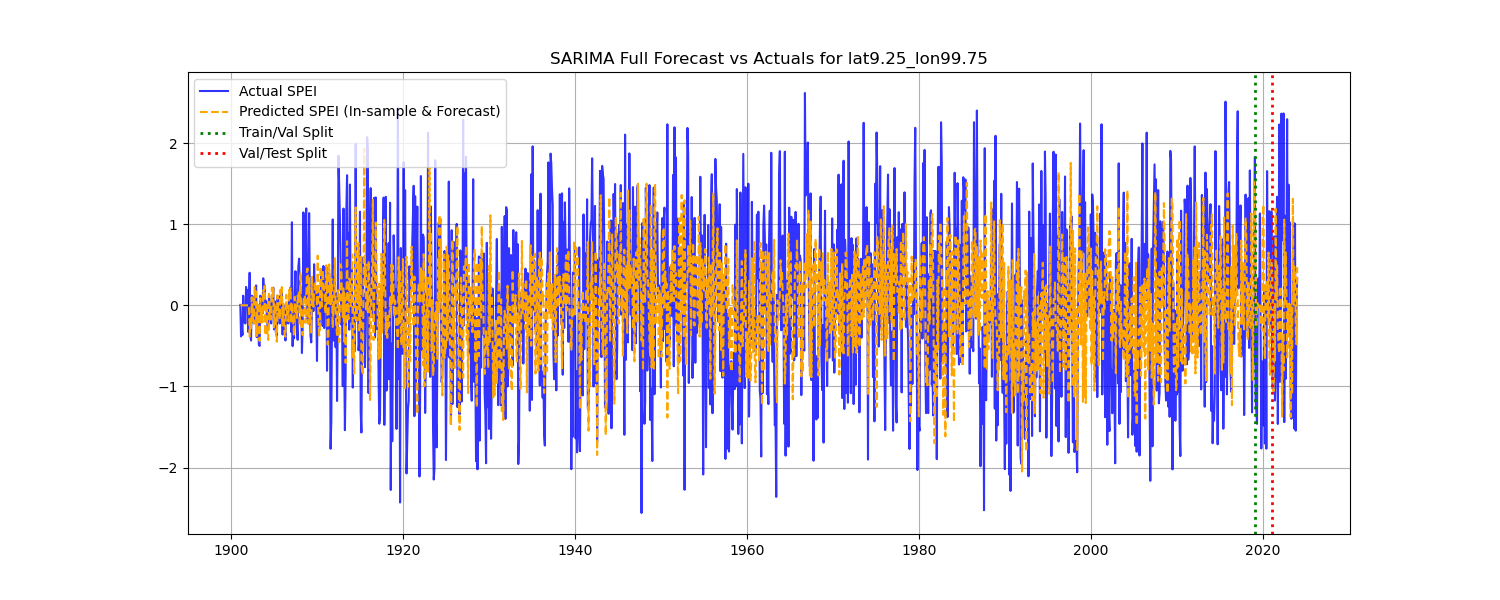 SARIMA Full Forecast vs Actuals for lat9.25_lon99.75
Actual SPEI
Predicted SPEI (In-sample & Forecast)
Train/Val Split
Val/Test Split
2
1
0
−1
−2
1900 1920 1940 1960 1980 2000 2020